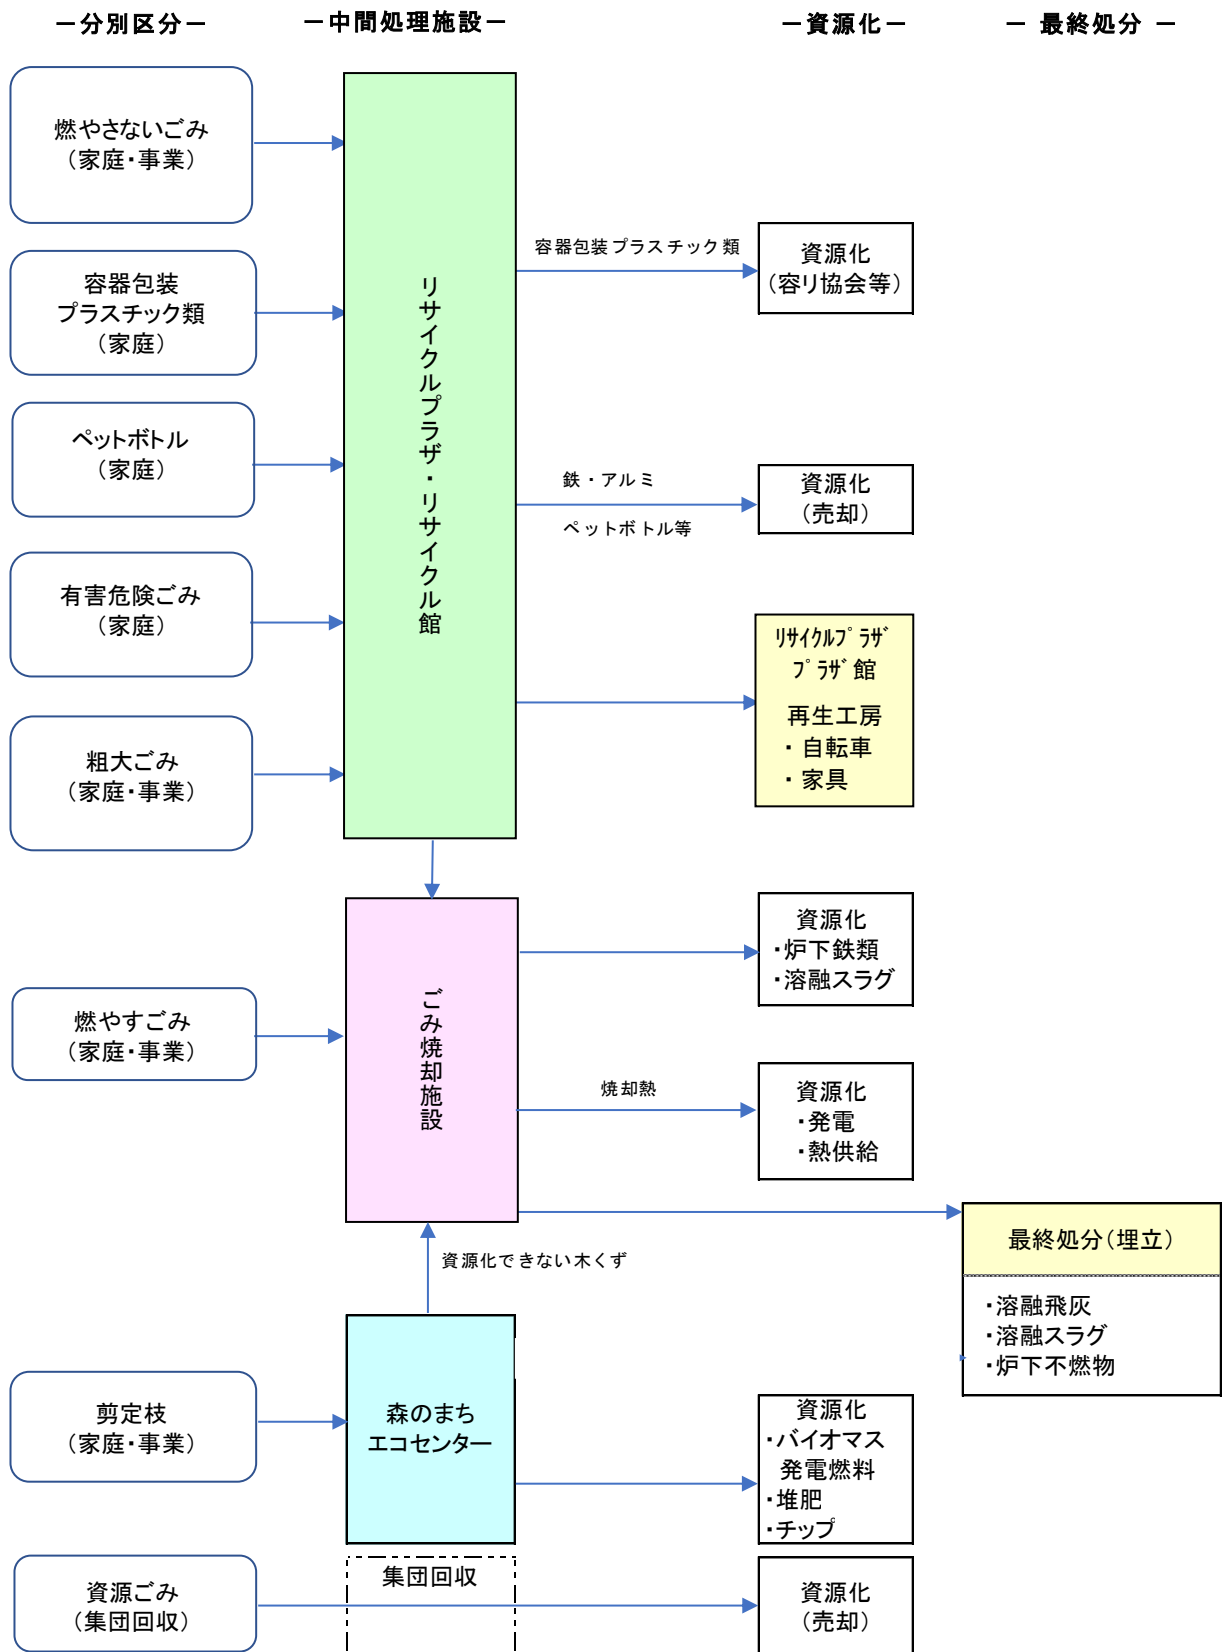 －分別区分－
－中間処理施設－
－資源化－
－ 最終処分 －
燃やさないごみ
（家庭・事業）
容器包装
プラスチック類
（家庭）
ペットボトル
（家庭）
有害危険ごみ
（家庭）
粗大ごみ
（家庭・事業）
リサイクルプラザ・リサイクル館
容器包装プラスチック類
資源化
（容リ協会等）
鉄・アルミ
ペットボトル等
資源化
（売却）
ﾘｻｲｸﾙﾌﾟﾗｻﾞ
ﾌﾟﾗｻﾞ館
再生工房
・自転車
・家具
燃やすごみ
（家庭・事業）
ごみ焼却施設
資源化
・炉下鉄類
・溶融スラグ
焼却熱
資源化
・発電
・熱供給
最終処分（埋立）
・溶融飛灰
・溶融スラグ
・炉下不燃物
資源化できない木くず
剪定枝
（家庭・事業）
森のまち
エコセンター
資源化
・バイオマス
発電燃料
・堆肥
・チップ
資源ごみ
（集団回収）
集団回収
資源化
（売却）